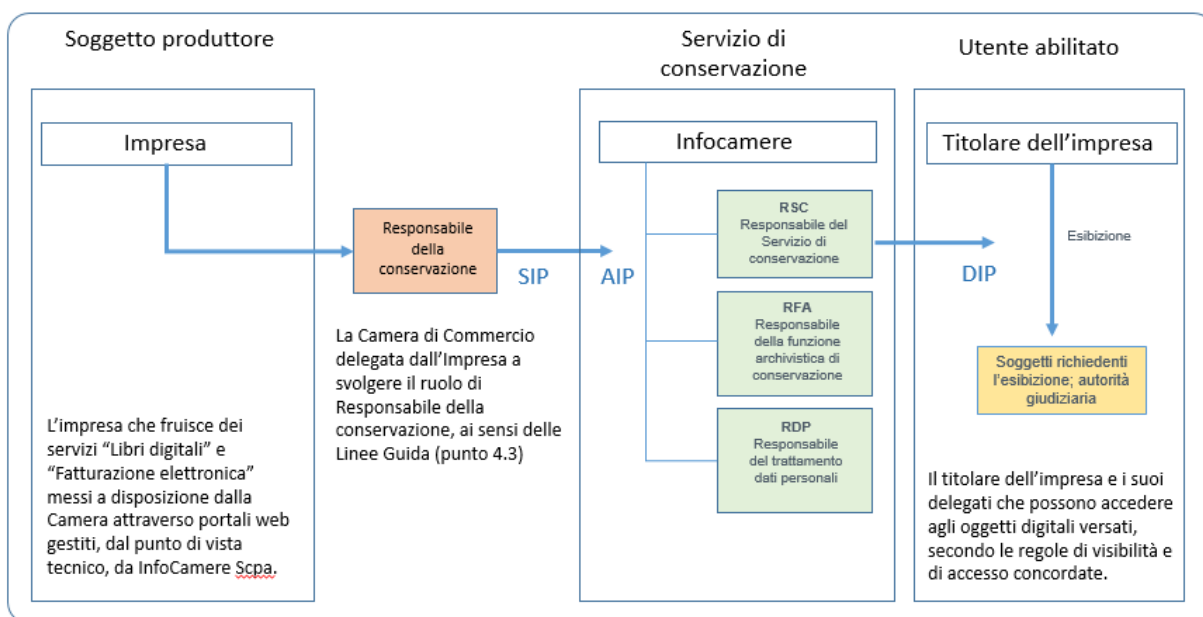 Soggetto produttore
Impresa
L'impresa che fruisce dei
servizi "Libri digitali" e
"Fatturazione elettronica"
messi a disposizione dalla
Camera attraverso portali web
gestiti, dal punto di vista
tecnico, da InfoCamere Scpa.
Responsabile
della
conservazione
SIP
La Camera di Commercio
delegata dall'Impresa a
svolgere il ruolo di
Responsabile della
conservazione, ai sensi delle
Linee Guida (punto 4.3)
Servizio di
conservazione
Infocamere
AIP
RSC
Responsabile del
Servizio di
conservazione
RFA
Responsabile
della funzione
archivistica di
conservazione
RDP
Responsabile
del trattamento
dati personali
Utente abilitato
Titolare dell'impresa
Esibizione
DIP
Soggetti richiedenti
l'esibizione; autorità
giudiziaria
Il titolare dell'impresa e i suoi
delegati che possono accedere
agli oggetti digitali versati,
secondo le regole di visibilità e
di accesso concordate.